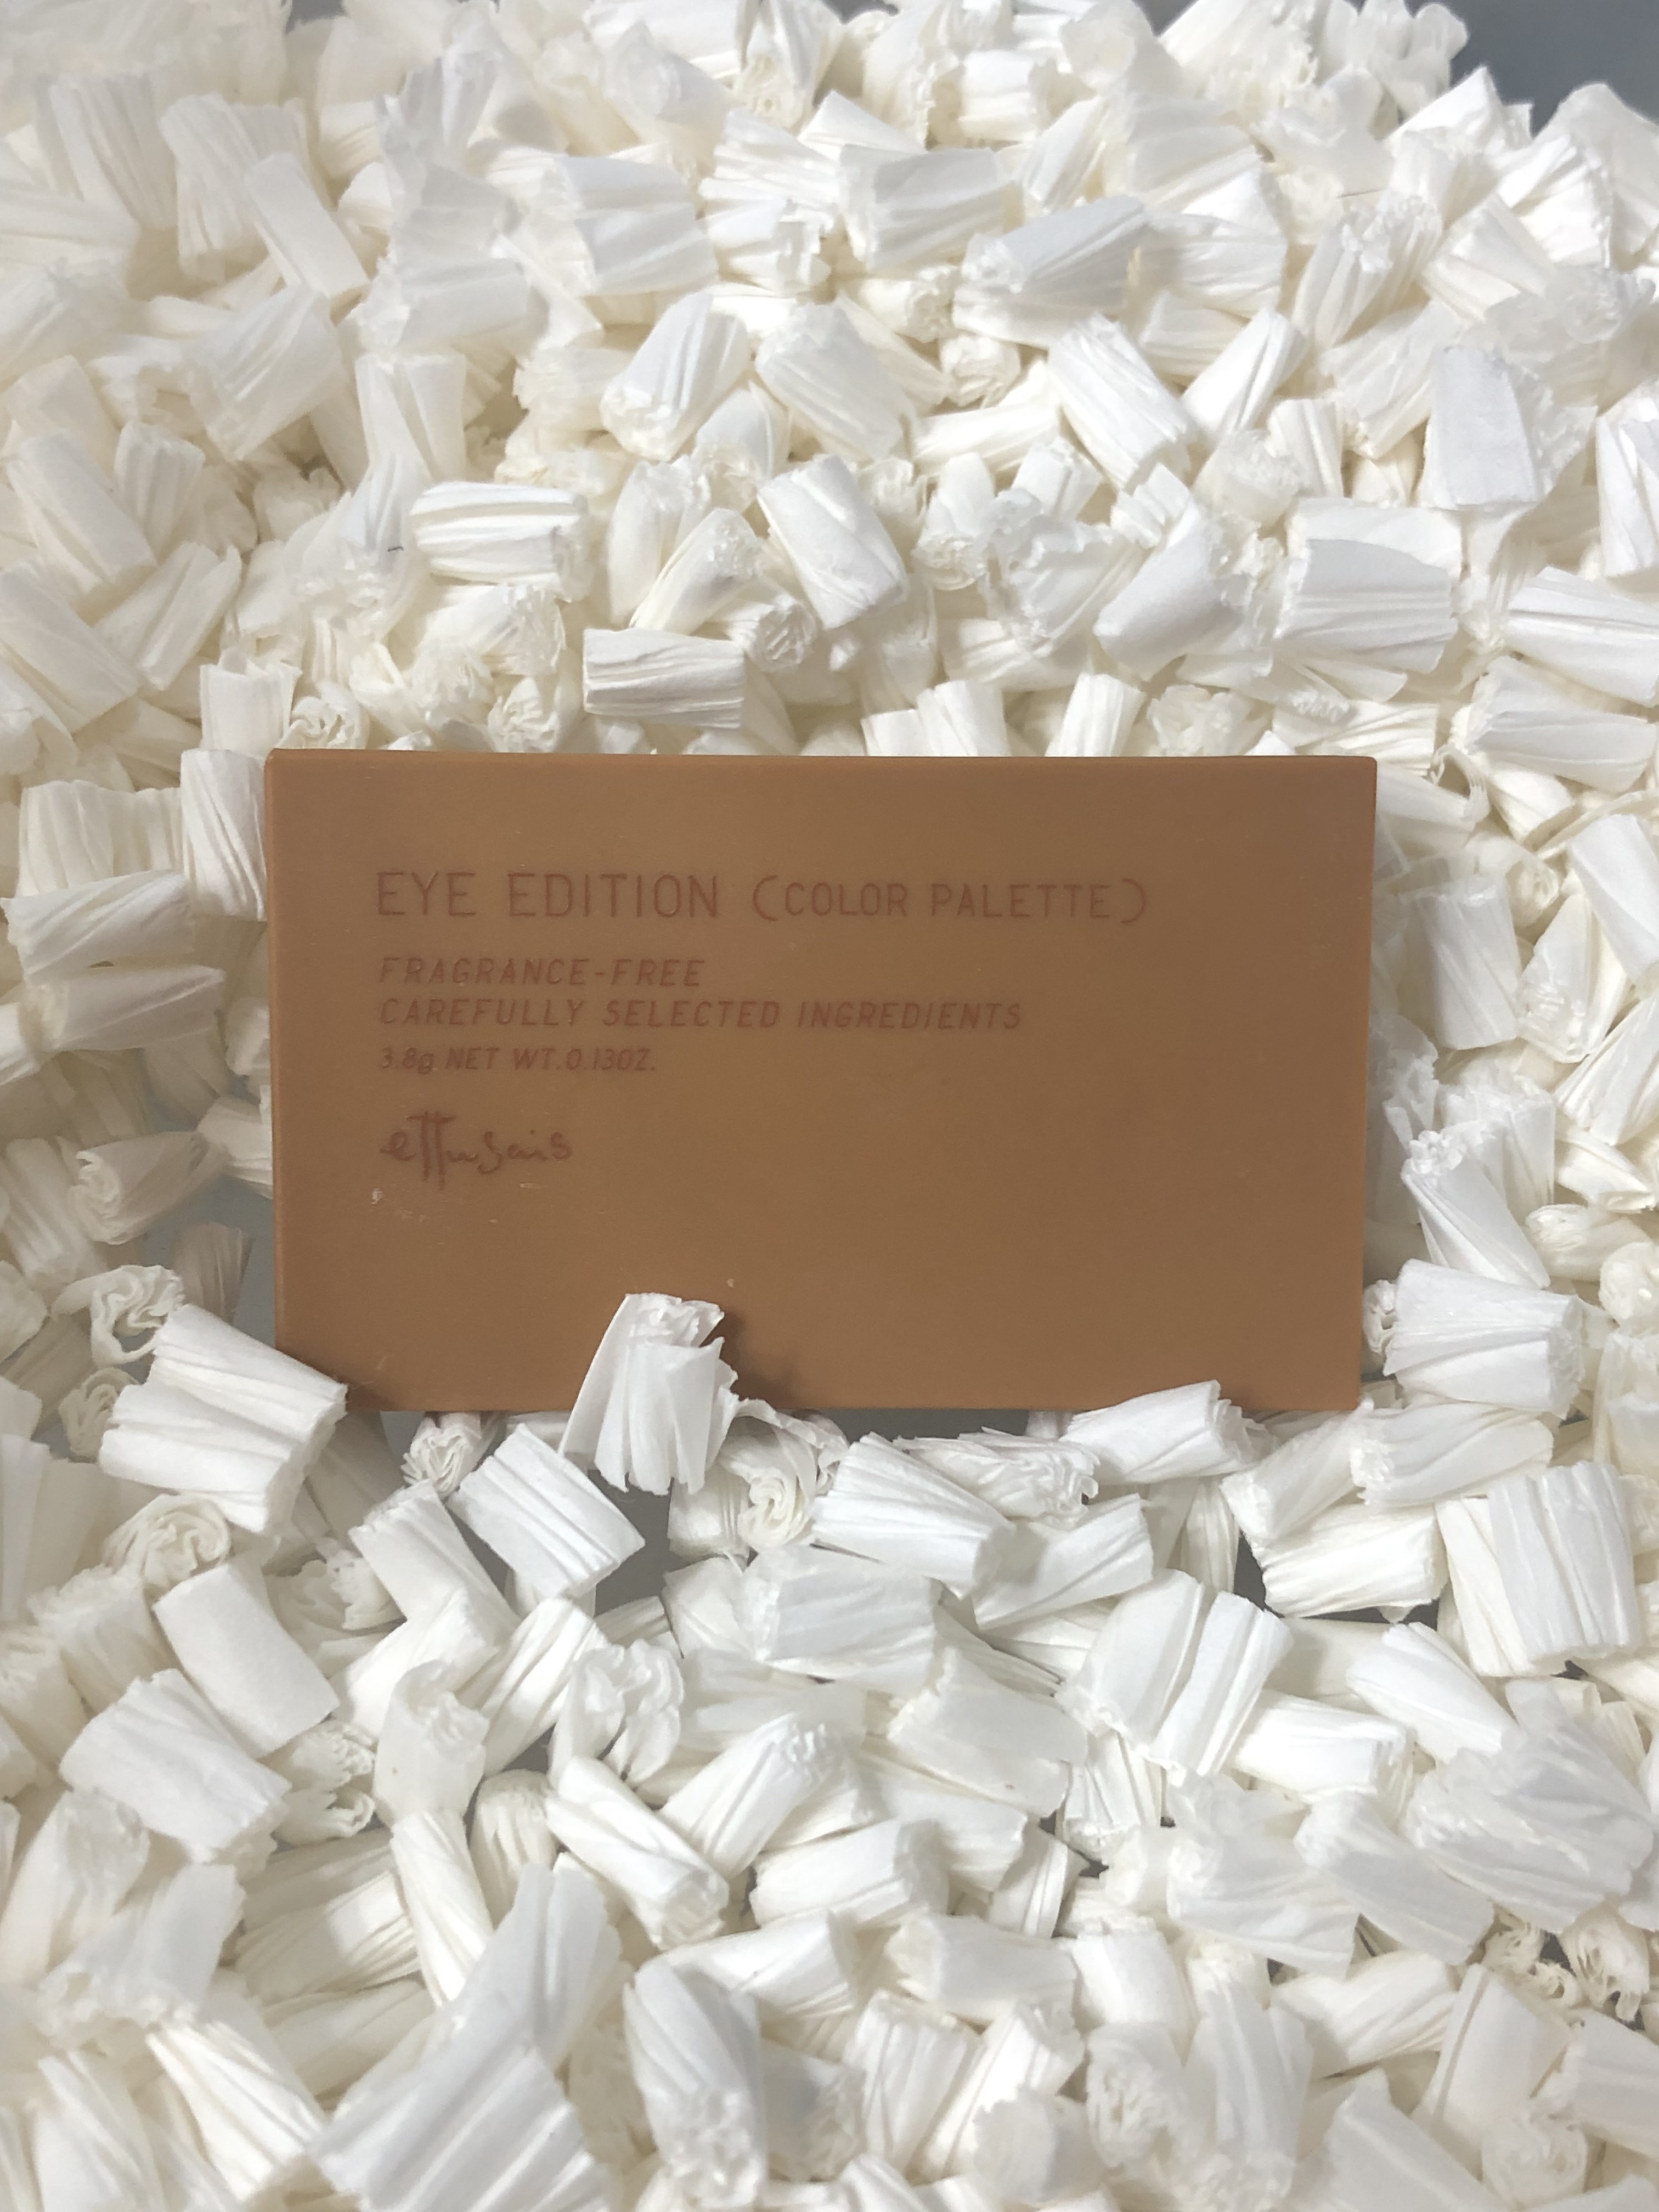 EYE EDITION (COLOR PALETTE)
FRAGRANCE-FREE
CAREFULLY SELECTED INGREDIENTS
3.8g NET WT.0.13OZ.
ettusais